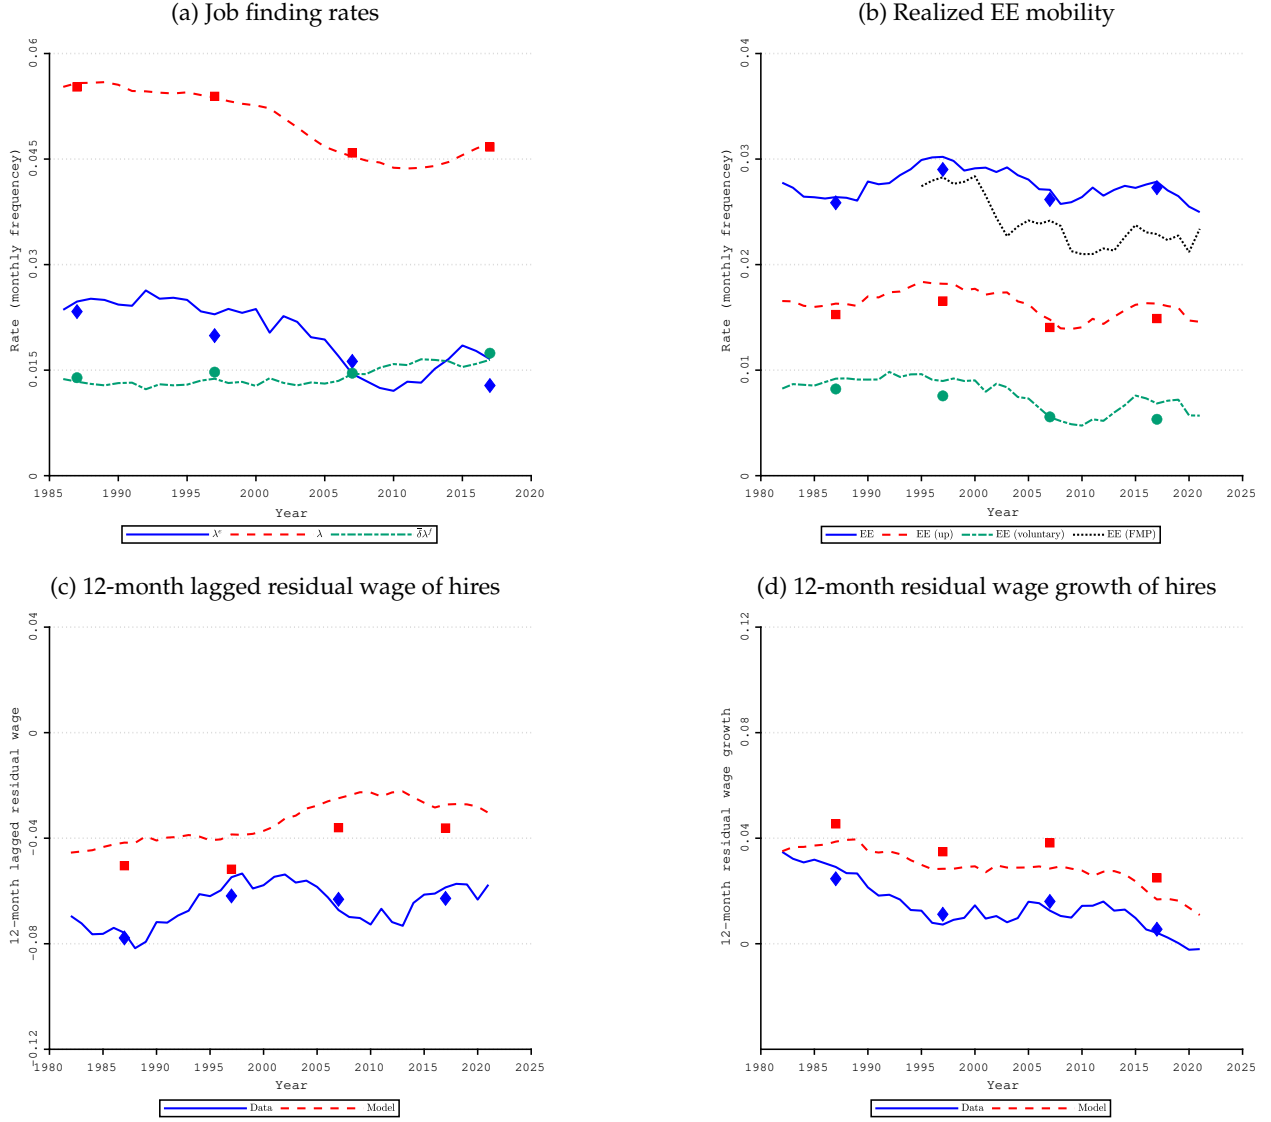 (a) Job finding rates
Rate (monthly frequencey)
0.06
0.045
0.03
0.015
0
1985 1990 1995 2000 2005 2010 2015 2020
Year
λᵉ λ δ̅λᶠ
(b) Realized EE mobility
Rate (monthly frequencey)
0.04
0.03
0.02
0.01
0
1980 1985 1990 1995 2000 2005 2010 2015 2020 2025
Year
EE EE (up) EE (voluntary) EE (FMP)
(c) 12-month lagged residual wage of hires
12-month lagged residual wage
0.04
0
-0.04
-0.08
-0.12
1980 1985 1990 1995 2000 2005 2010 2015 2020 2025
Year
Data Model
(d) 12-month residual wage growth of hires
12-month residual wage growth
0.12
0.08
0.04
0
1980 1985 1990 1995 2000 2005 2010 2015 2020 2025
Year
Data Model